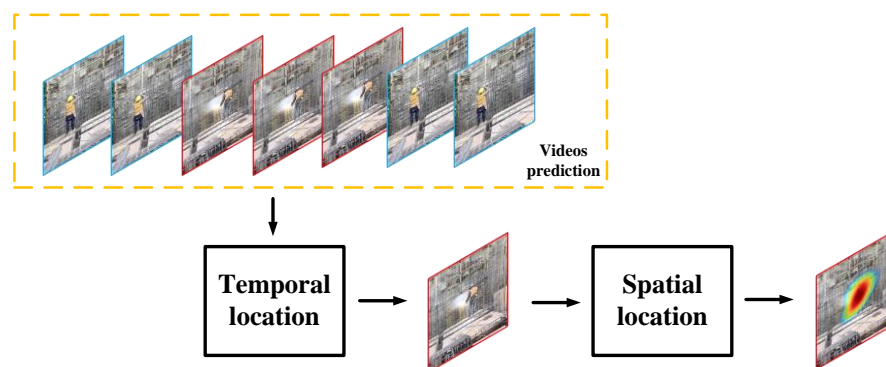 Videos
prediction
Temporal
location
Spatial
location